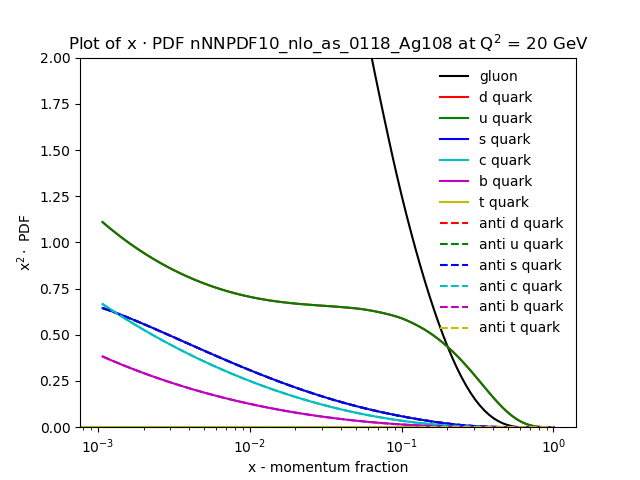 Plot of x · PDF nNNPDF10_nlo_as_0118_Ag108 at Q² = 20 GeV
2.00
1.75
1.50
1.25
1.00
0.75
0.50
0.25
0.00
x² · PDF
gluon
d quark
u quark
s quark
c quark
b quark
t quark
anti d quark
anti u quark
anti s quark
anti c quark
anti b quark
anti t quark
10⁻³ 10⁻² 10⁻¹ 10⁰
x - momentum fraction